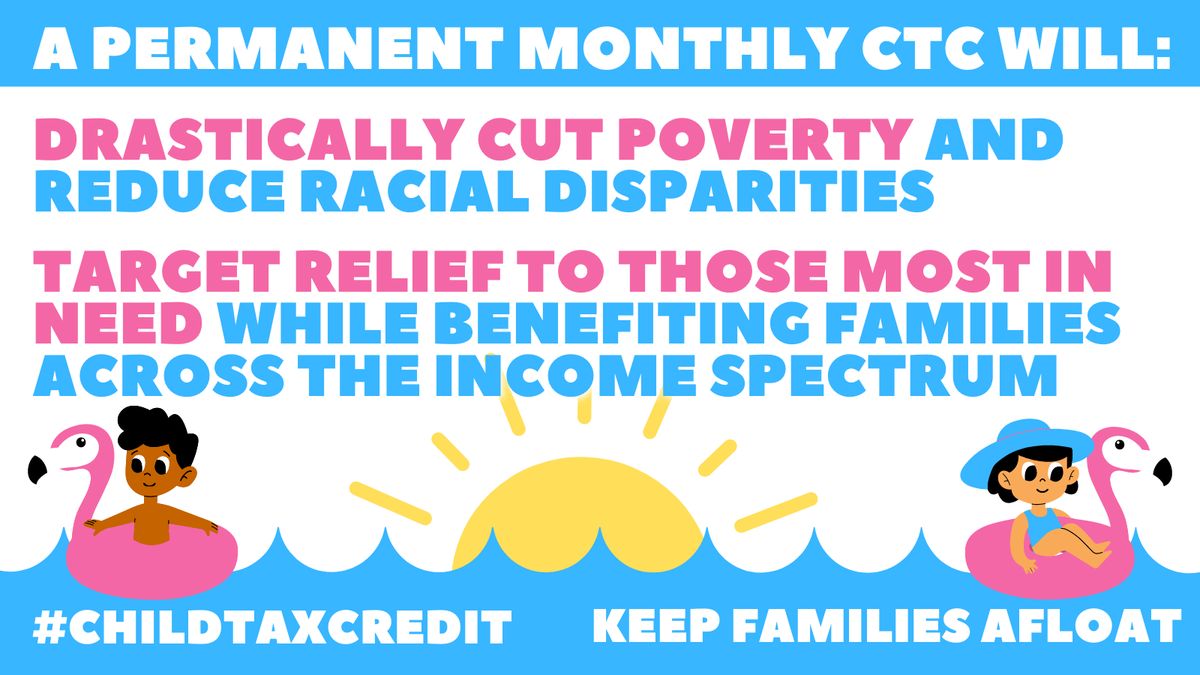 A PERMANENT MONTHLY CTC WILL:
DRASTICALLY CUT POVERTY AND
REDUCE RACIAL DISPARITIES
TARGET RELIEF TO THOSE MOST IN
NEED WHILE BENEFITING FAMILIES
ACROSS THE INCOME SPECTRUM
#CHILDTAXCREDIT
KEEP FAMILIES AFLOAT